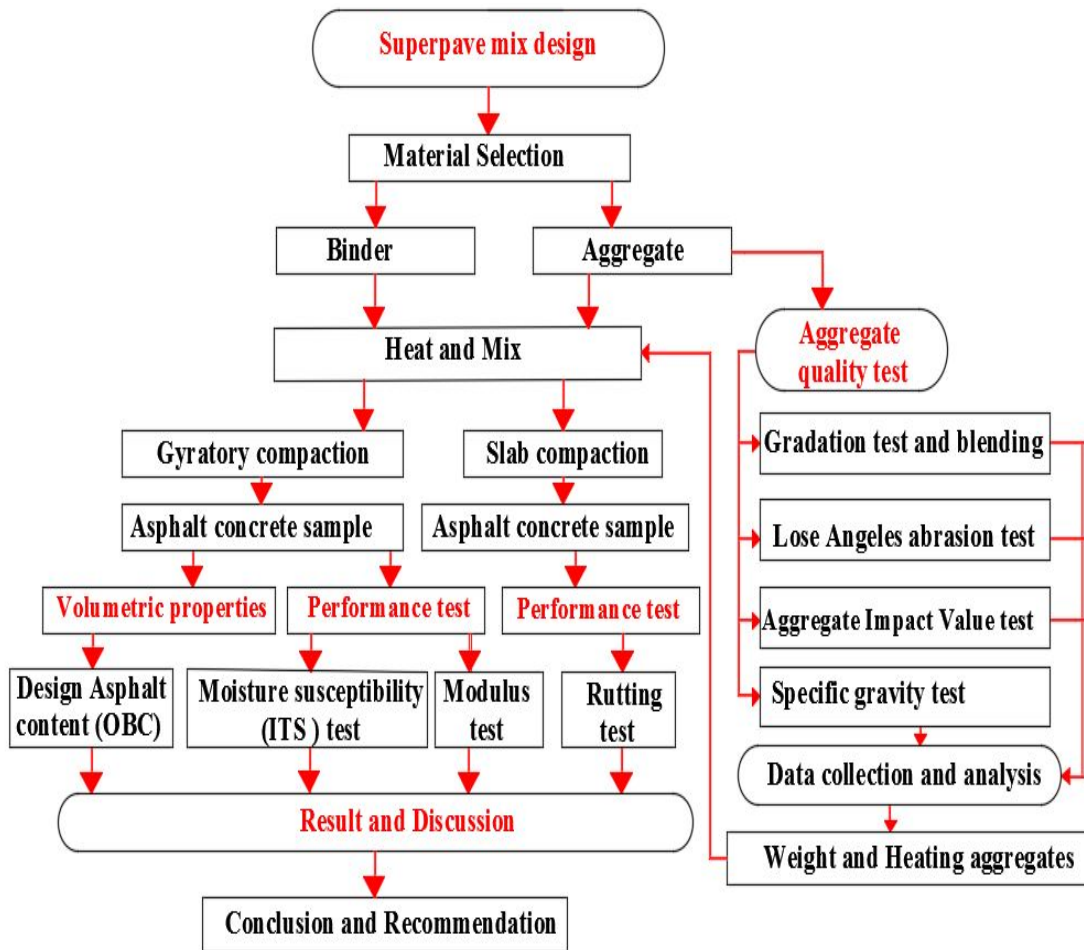 Superpave mix design
Material Selection
Binder
Aggregate
Heat and Mix
Aggregate
quality test
Gyratory compaction
Slab compaction
Gradation test and blending
Asphalt concrete sample
Asphalt concrete sample
Lose Angeles abrasion test
Volumetric properties
Performance test
Performance test
Aggregate Impact Value test
Design Asphalt
content (OBC)
Moisture susceptibility
(ITS ) test
Modulus
test
Rutting
test
Specific gravity test
Data collection and analysis
Result and Discussion
Weight and Heating aggregates
Conclusion and Recommendation